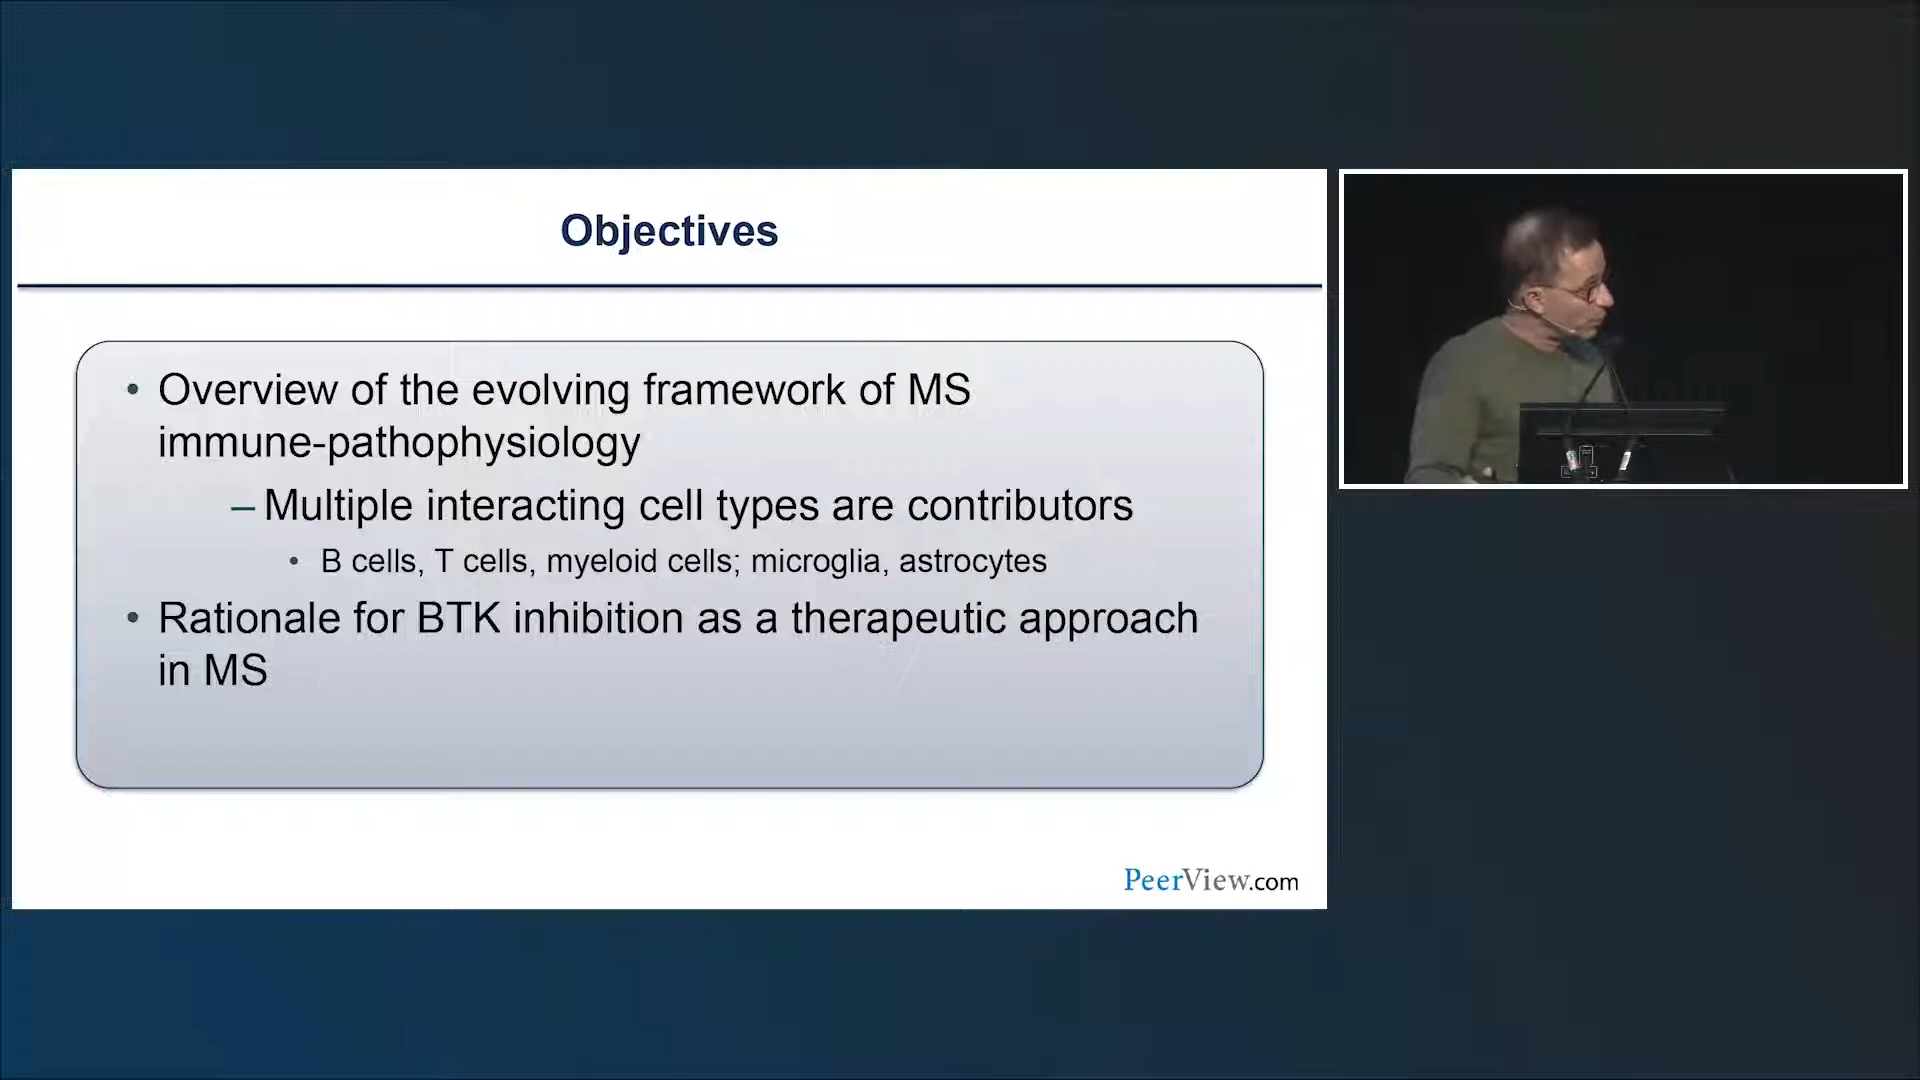 Objectives
• Overview of the evolving framework of MS
immune-pathophysiology
– Multiple interacting cell types are contributors
• B cells, T cells, myeloid cells; microglia, astrocytes
• Rationale for BTK inhibition as a therapeutic approach
in MS
PeerView.com